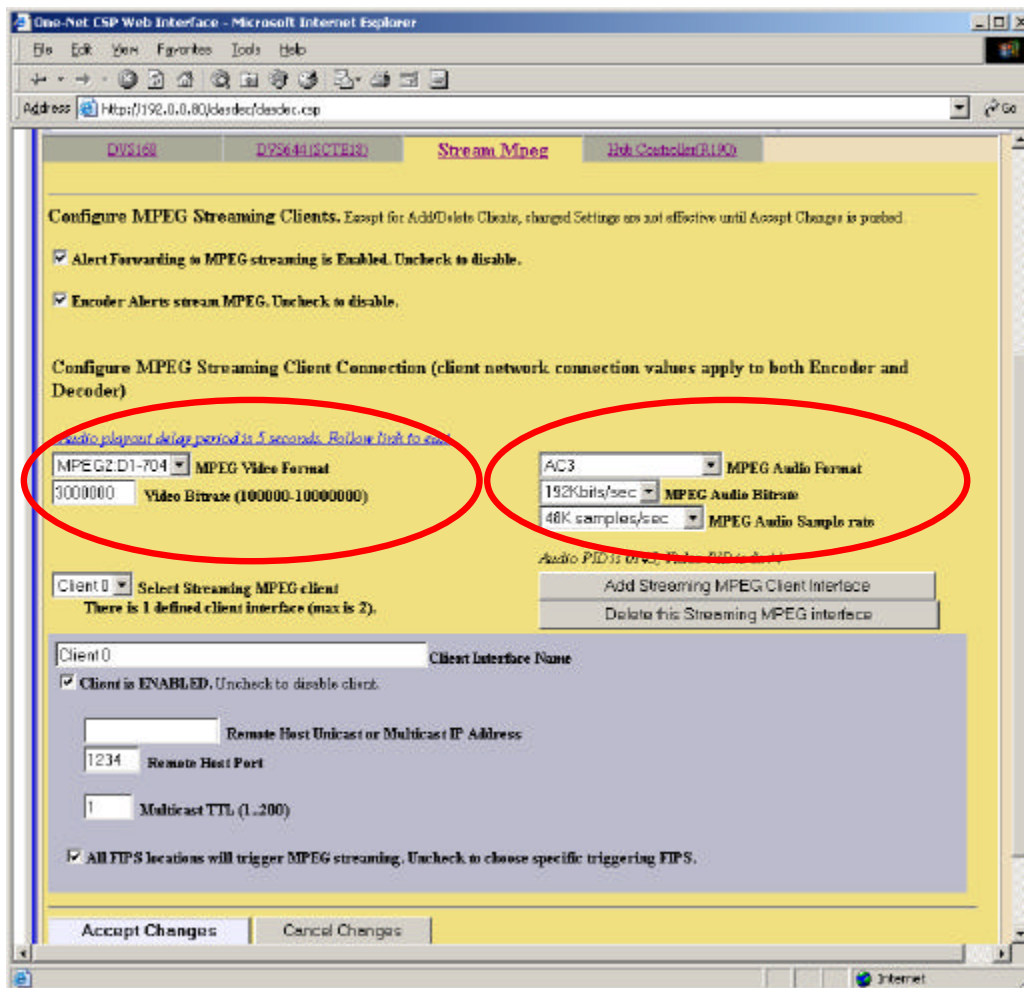 One-Net CSP Web Interface - Microsoft Internet Explorer
File Edit View Favorites Tools Help
Address http://192.0.0.80/dasdec/dasdec.csp Go
DVS168 DVS644(SCTE18) Stream Mpeg Hub Controller(R190)
Configure MPEG Streaming Clients. Except for Add/Delete Clients, changed Settings are not effective until Accept Changes is pushed.
Alert Forwarding to MPEG streaming is Enabled. Uncheck to disable.
Encoder Alerts stream MPEG. Uncheck to disable.
Configure MPEG Streaming Client Connection (client network connection values apply to both Encoder and
Decoder)
Audio playout delay period is 5 seconds. Follow link to edit
MPEG2:D1-704 MPEG Video Format
3000000 Video Bitrate (100000-10000000)
AC3 MPEG Audio Format
192Kbits/sec MPEG Audio Bitrate
48K samples/sec MPEG Audio Sample rate
Audio PID is Video PID is
Client 0 Select Streaming MPEG client
There is 1 defined client interface (max is 2).
Add Streaming MPEG Client Interface
Delete this Streaming MPEG interface
Client 0 Client Interface Name
Client is ENABLED. Uncheck to disable client.
Remote Host Unicast or Multicast IP Address
1234 Remote Host Port
1 Multicast TTL (1..200)
All FIPS locations will trigger MPEG streaming. Uncheck to choose specific triggering FIPS.
Accept Changes Cancel Changes
Internet